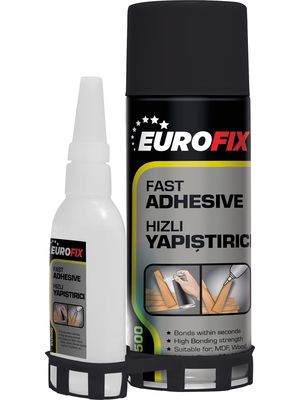 EUROFIX
FAST
ADHESIVE
HIZLI
YAPIŞTIRICI
Bonds within seconds
High Bonding strength
Suitable for; MDF, Wood
500
EUROFIX
FAST
ADHESIVE
HIZLI
YAPIŞTIRICI